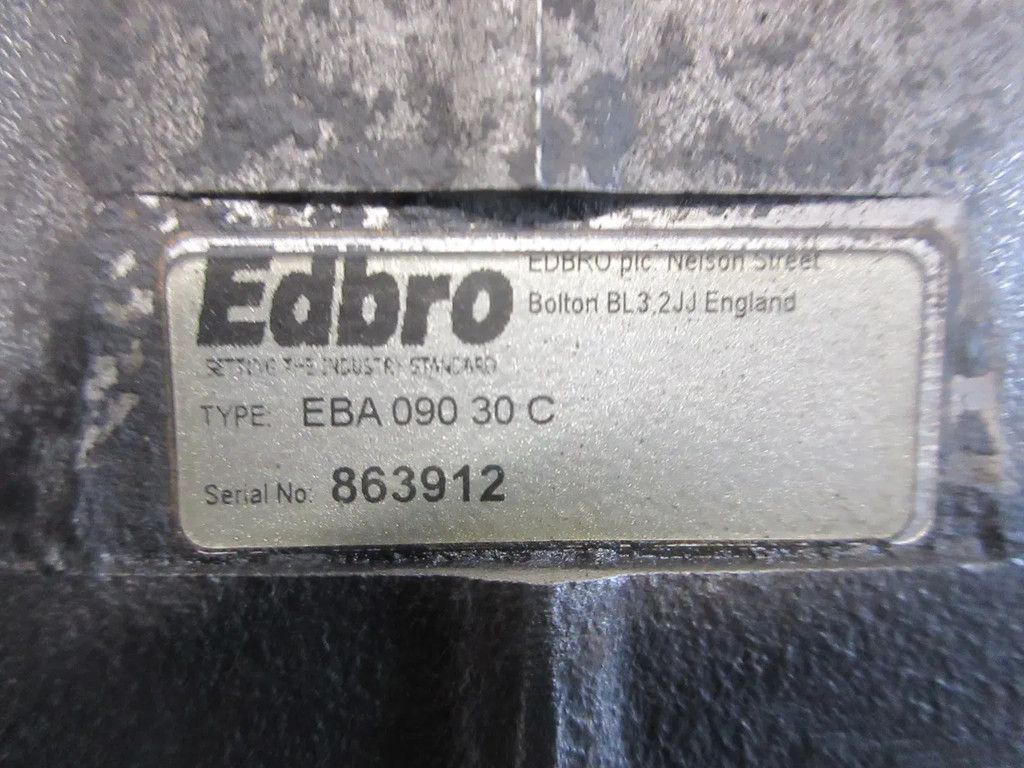 Edbro
EDBRO plc. Nelson Street
Bolton BL3 2JJ England
SETTING THE INDUSTRY STANDARD
TYPE: EBA 090 30 C
Serial No: 863912